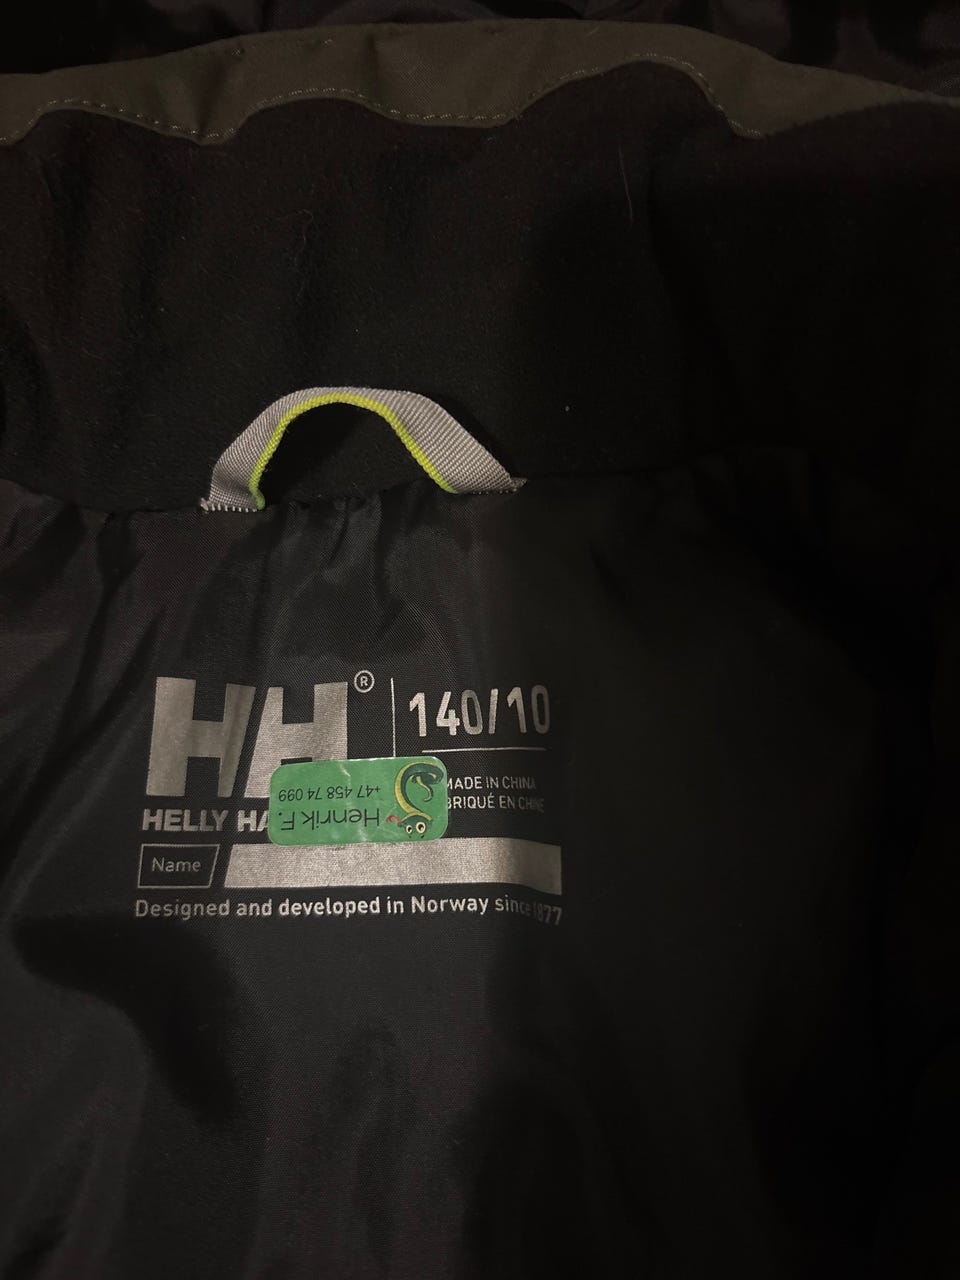 HH®
140/10
MADE IN CHINA
BRIQUÉ EN CHINE
HELLY HA
Henrik F.
+47 458 74 099
Name
Designed and developed in Norway since 1877